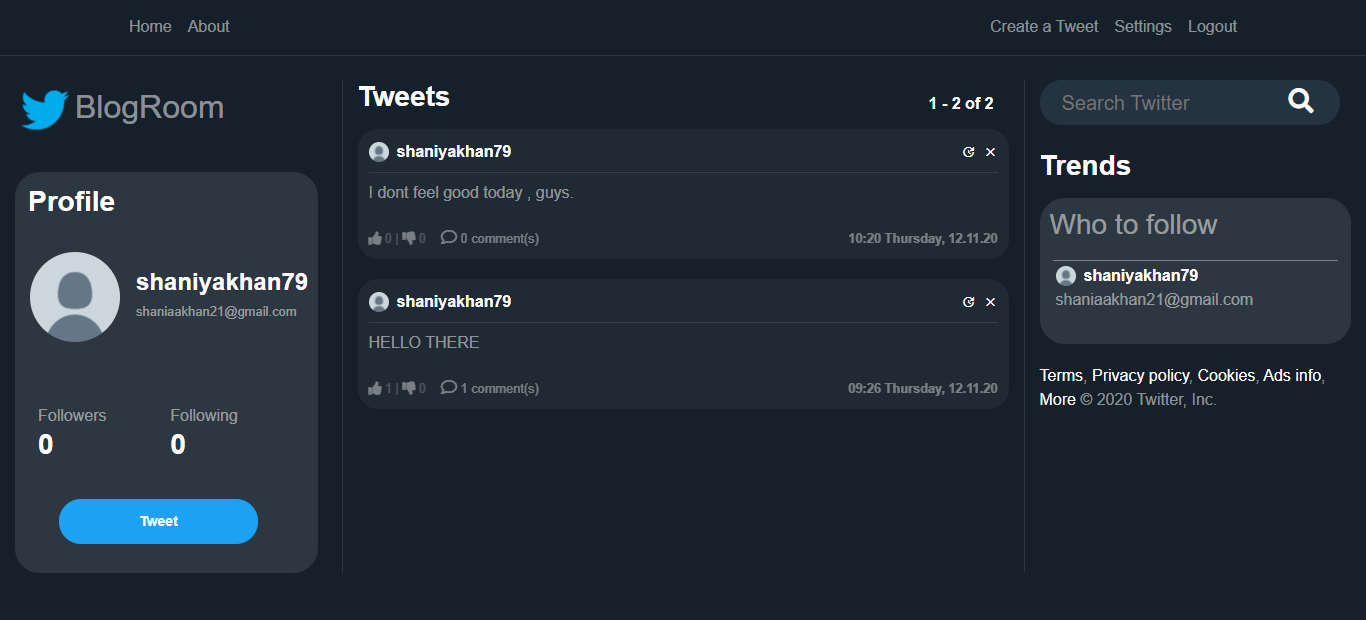 Home About
Create a Tweet Settings Logout
BlogRoom
Profile
shaniyakhan79
shaniaakhan21@gmail.com
Followers Following
0 0
Tweet
Tweets
1 - 2 of 2
shaniyakhan79
I dont feel good today , guys.
0 | 0 0 comment(s) 10:20 Thursday, 12.11.20
shaniyakhan79
HELLO THERE
1 | 0 1 comment(s) 09:26 Thursday, 12.11.20
Search Twitter
Trends
Who to follow
shaniyakhan79
shaniaakhan21@gmail.com
Terms, Privacy policy, Cookies, Ads info,
More © 2020 Twitter, Inc.